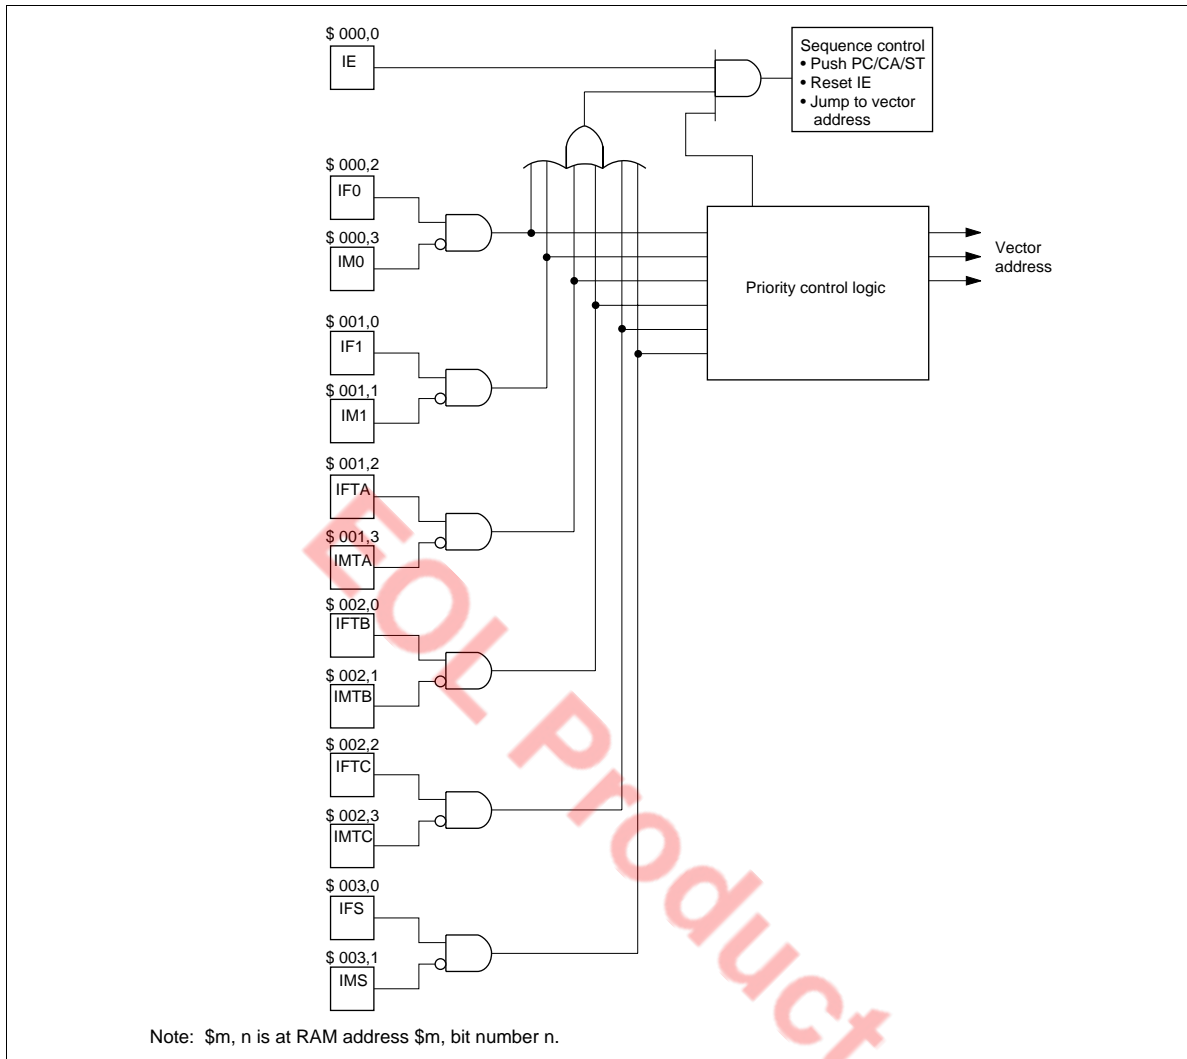 $ 000,0
IE
Sequence control
• Push PC/CA/ST
• Reset IE
• Jump to vector
address
$ 000,2
IF0
$ 000,3
IM0
Vector
address
Priority control logic
$ 001,0
IF1
$ 001,1
IM1
$ 001,2
IFTA
$ 001,3
IMTA
$ 002,0
IFTB
$ 002,1
IMTB
$ 002,2
IFTC
$ 002,3
IMTC
$ 003,0
IFS
$ 003,1
IMS
EOL Product
Note: $m, n is at RAM address $m, bit number n.